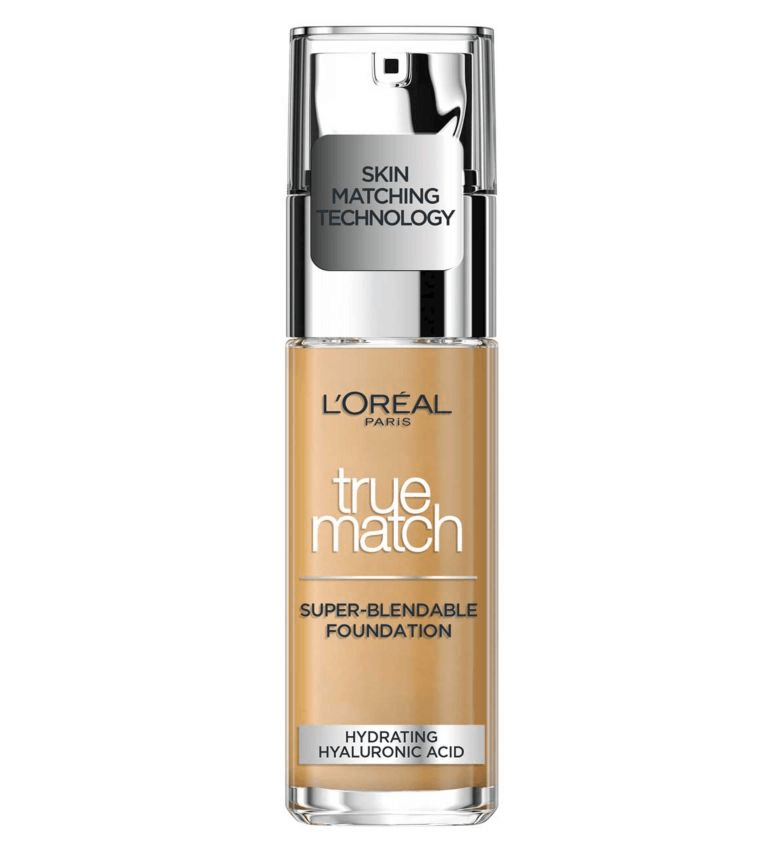 SKIN
MATCHING
TECHNOLOGY
L'ORÉAL
PARIS
true
match
SUPER-BLENDABLE
FOUNDATION
HYDRATING
HYALURONIC ACID